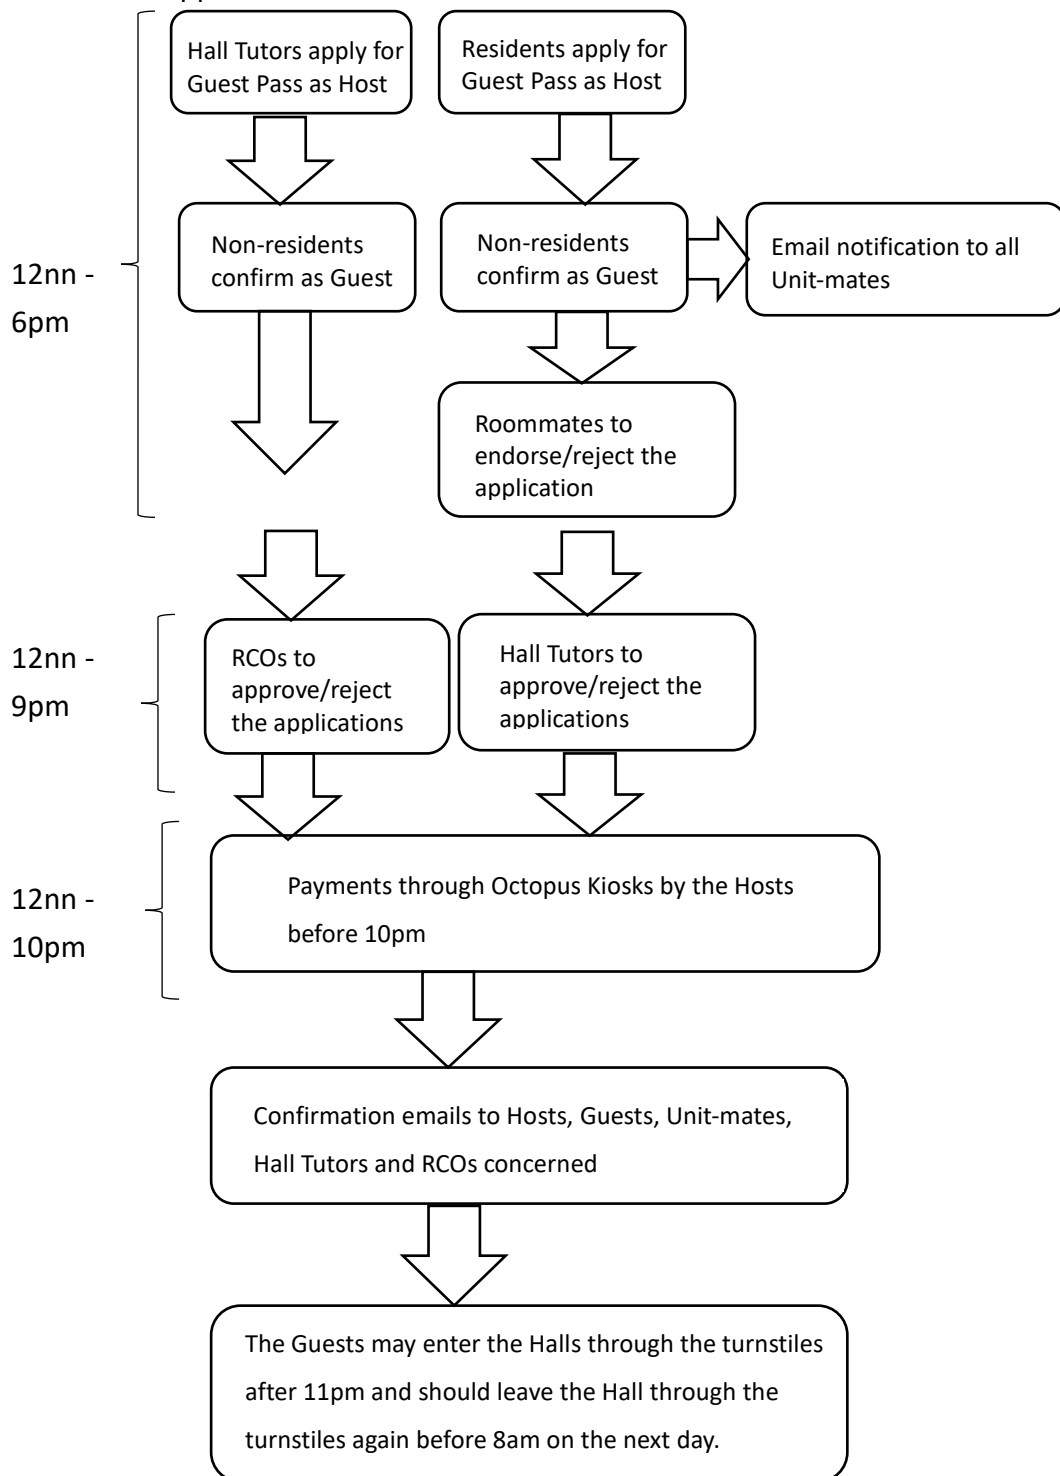 Hall Tutors apply for
Guest Pass as Host
Residents apply for
Guest Pass as Host
12nn -
6pm
Non-residents
confirm as Guest
Non-residents
confirm as Guest
Email notification to all
Unit-mates
Roommates to
endorse/reject the
application
12nn -
9pm
RCOs to
approve/reject
the applications
Hall Tutors to
approve/reject the
applications
12nn -
10pm
Payments through Octopus Kiosks by the Hosts
before 10pm
Confirmation emails to Hosts, Guests, Unit-mates,
Hall Tutors and RCOs concerned
The Guests may enter the Halls through the turnstiles
after 11pm and should leave the Hall through the
turnstiles again before 8am on the next day.